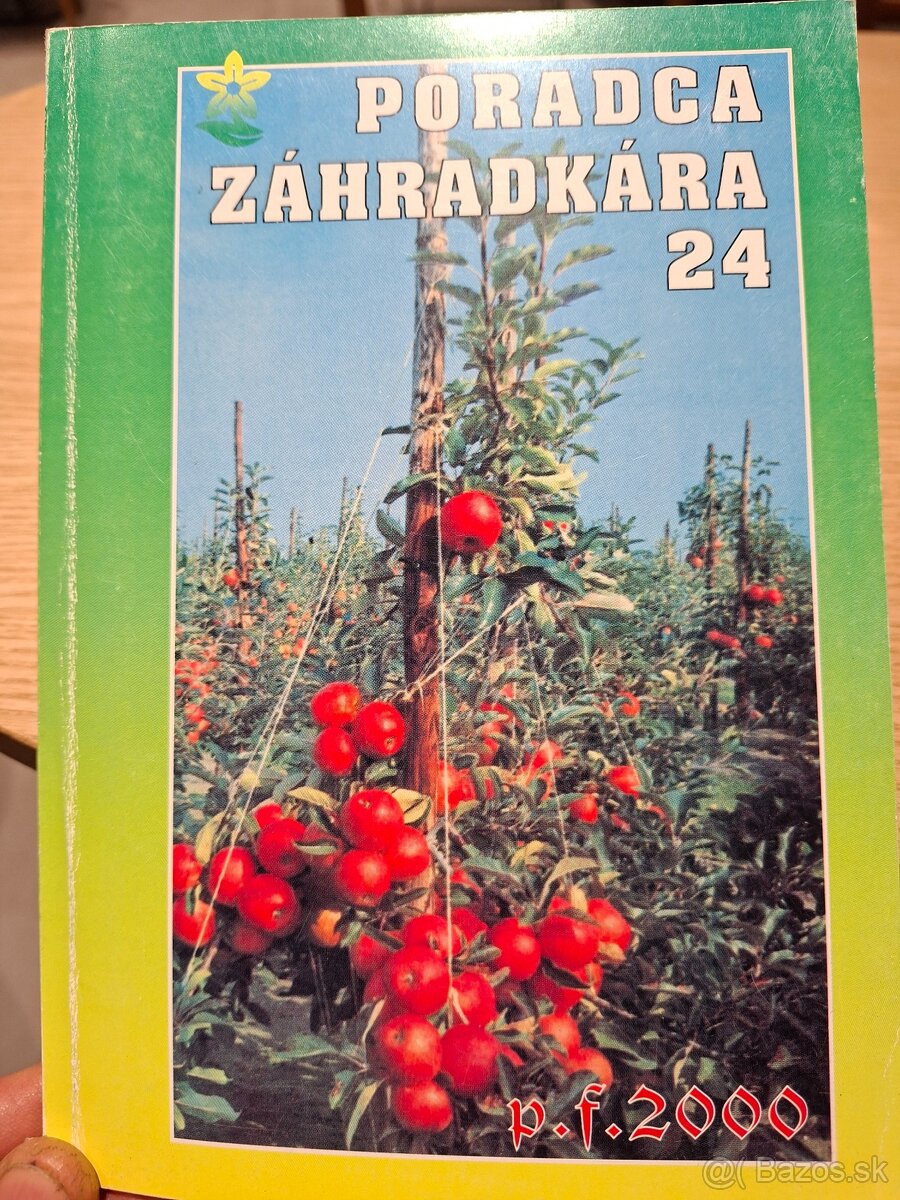 PORADCA
ZÁHRADKÁRA
24
p.f.2000
@ Bazos.sk